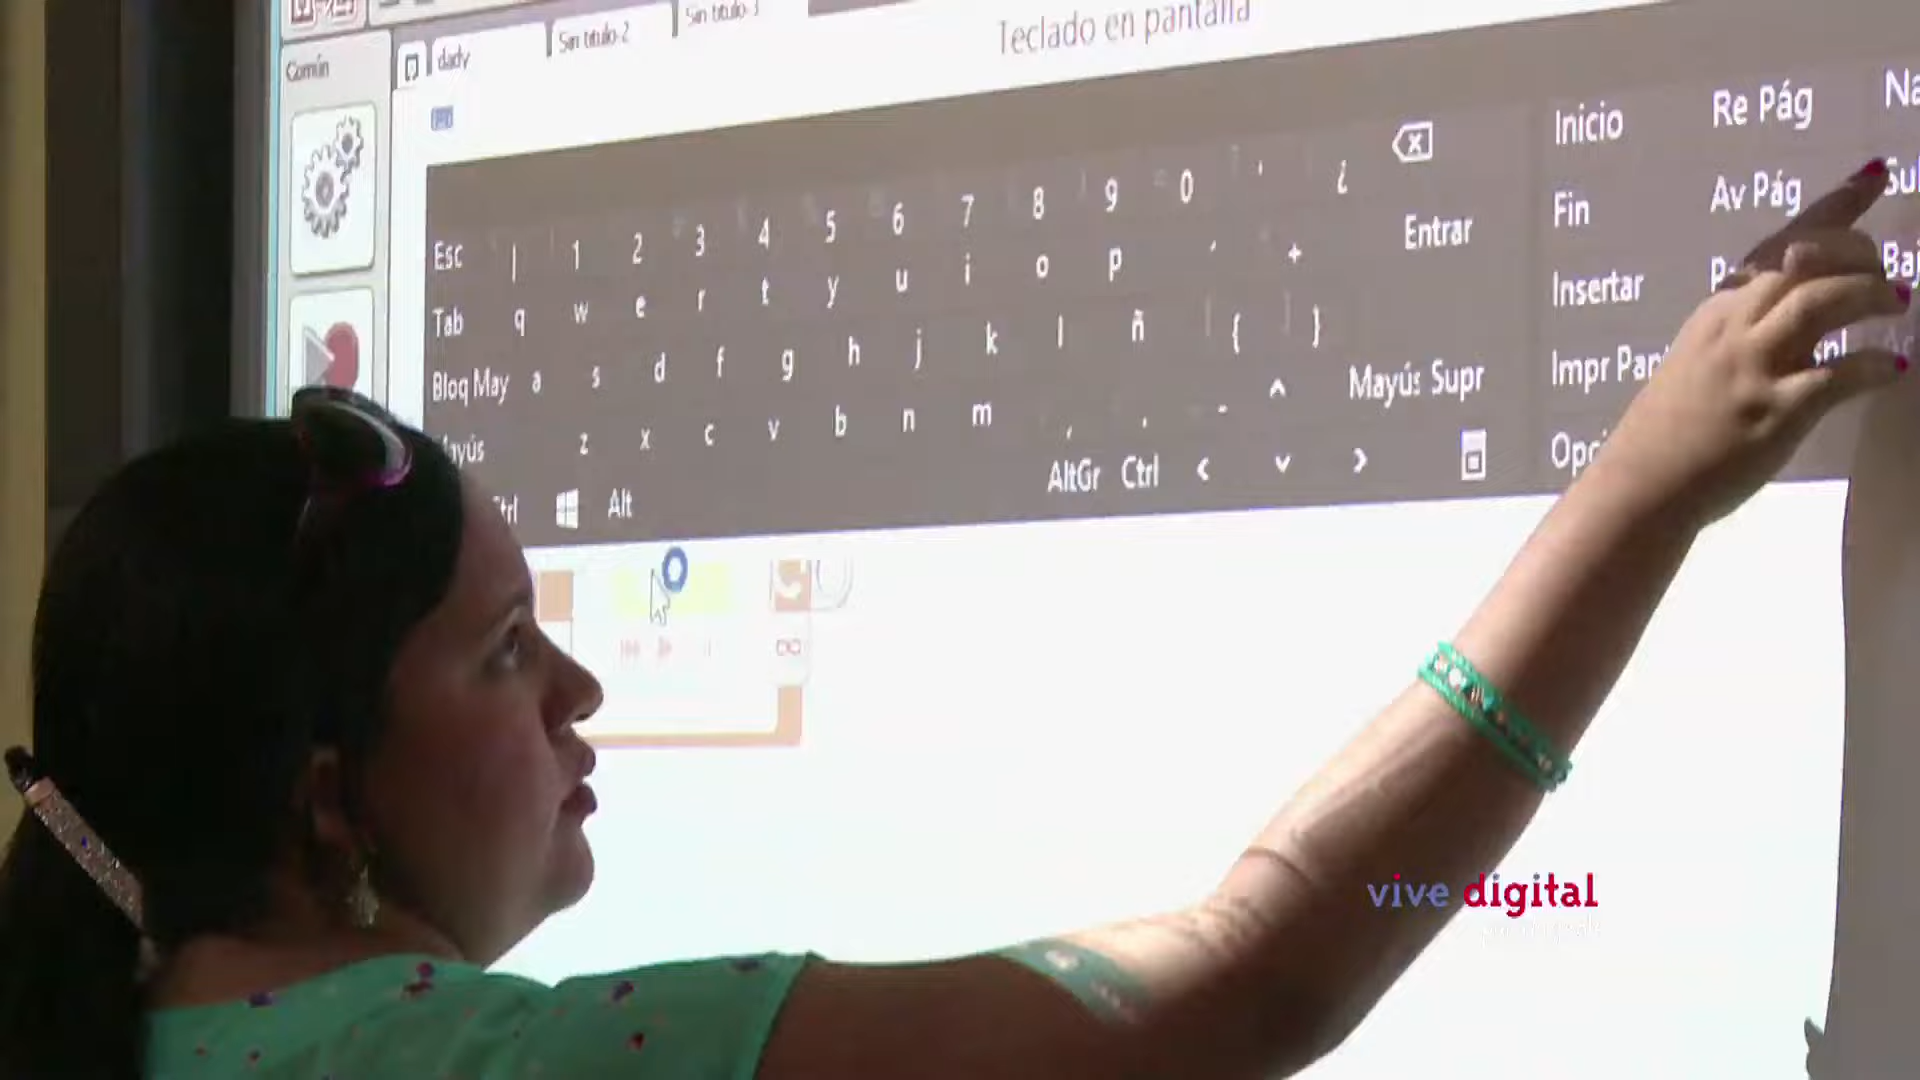 Común
dady
Sin título 2
Sin título 3
Teclado en pantalla
Esc | 1 2 3 4 5 6 7 8 9 0 ' ¿
Tab q w e r t y u i o p ´ +
Entrar
Bloq May a s d f g h j k l ñ { }
z x c v b n m , . -
Mayús Supr
Alt
AltGr Ctrl
Inicio Re Pág
Fin Av Pág
Insertar
Impr
vive digital